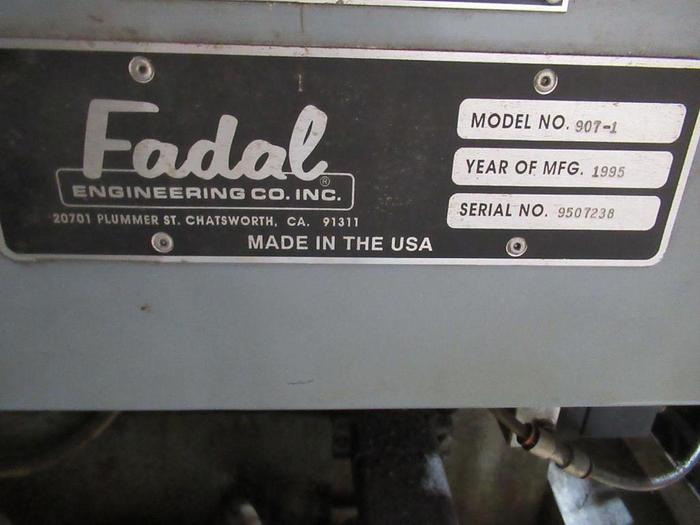 Fadal®
ENGINEERING CO. INC.
20701 PLUMMER ST. CHATSWORTH, CA. 91311
MADE IN THE USA
MODEL NO. 907-1
YEAR OF MFG. 1995
SERIAL NO. 9507238